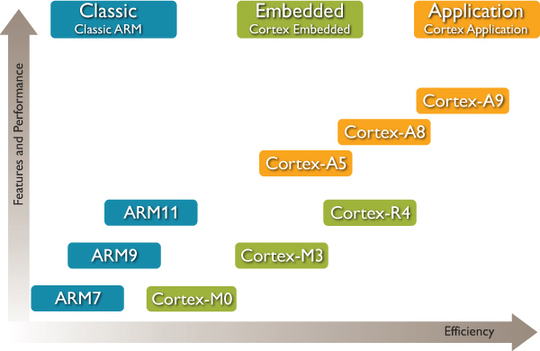 Classic
Classic ARM
Embedded
Cortex Embedded
Application
Cortex Application
Features and Performance
Cortex-A9
Cortex-A8
Cortex-A5
ARM11
Cortex-R4
ARM9
Cortex-M3
ARM7
Cortex-M0
Efficiency